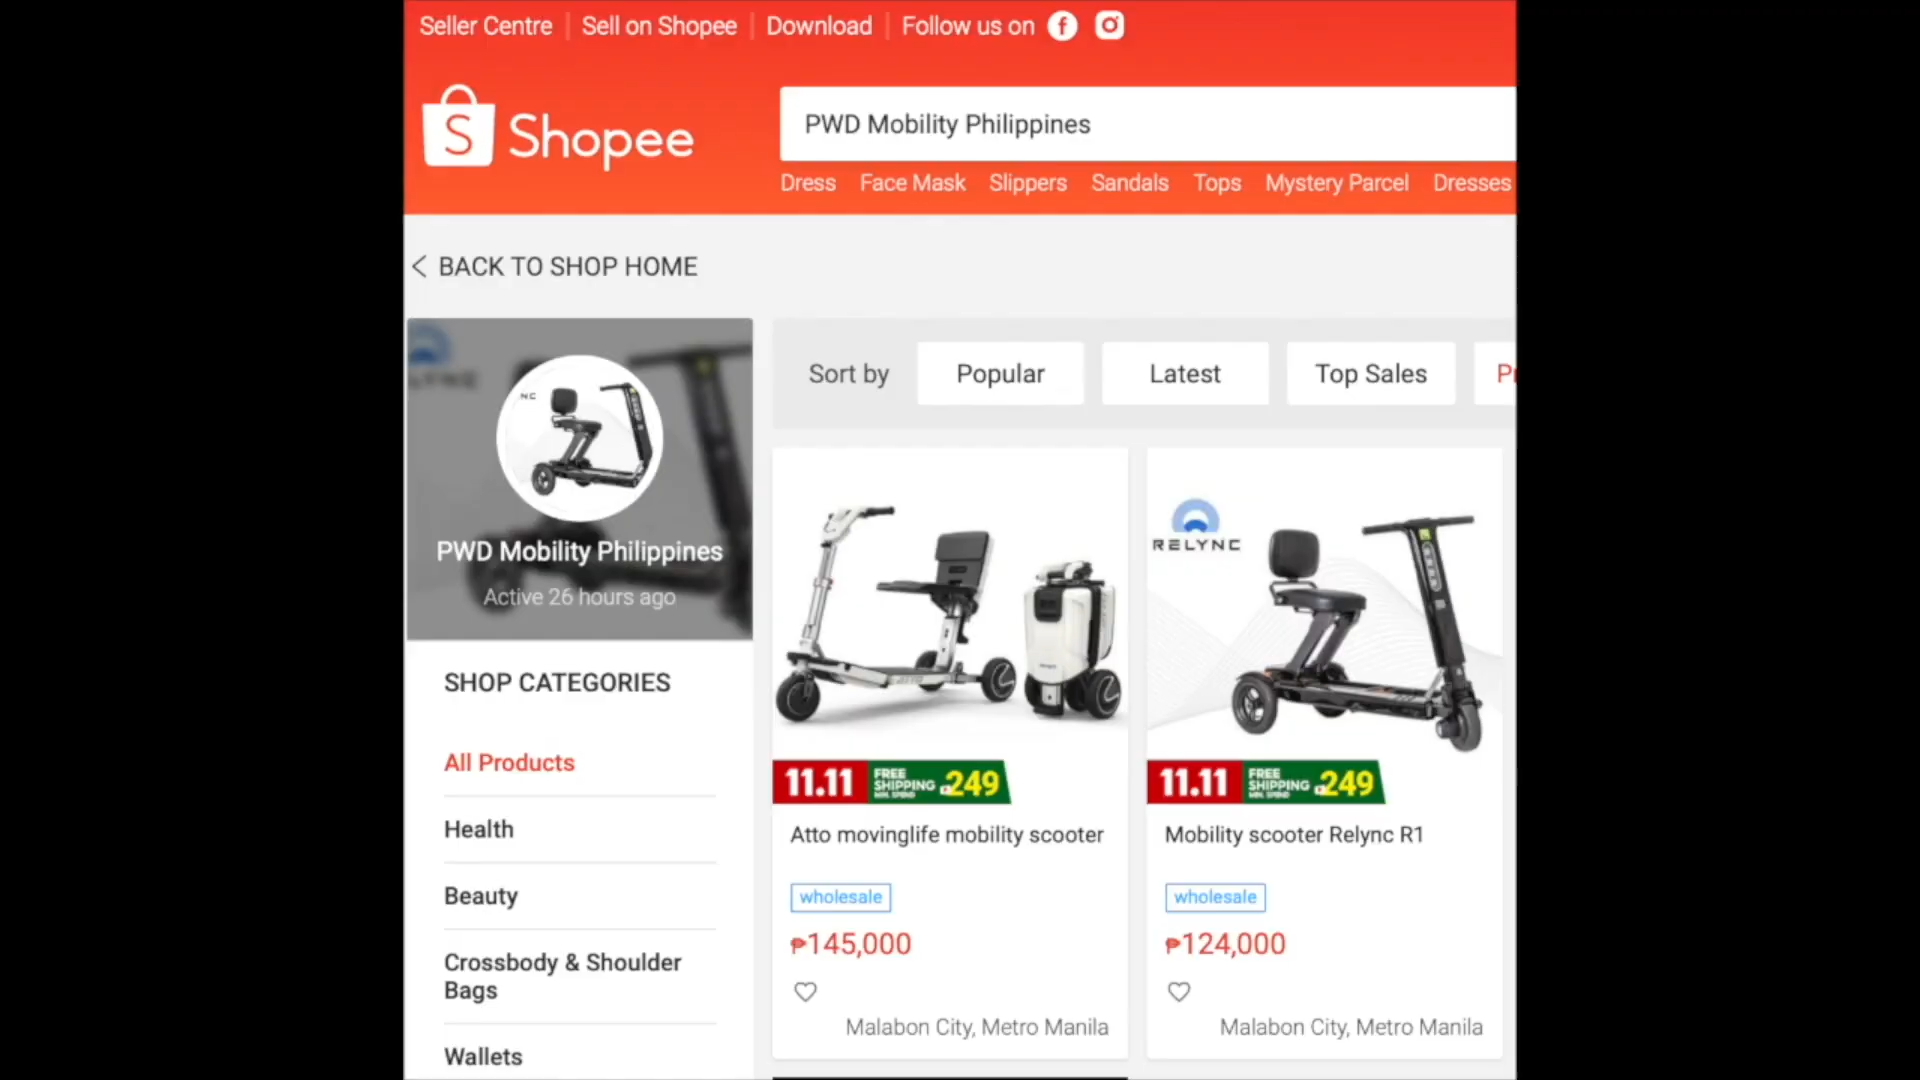 Seller Centre
Sell on Shopee
Download
Follow us on
Shopee
PWD Mobility Philippines
Dress
Face Mask
Slippers
Sandals
Tops
Mystery Parcel
Dresses
BACK TO SHOP HOME
PWD Mobility Philippines
Active 26 hours ago
Sort by
Popular
Latest
Top Sales
SHOP CATEGORIES
All Products
Health
Beauty
Crossbody & Shoulder
Bags
Wallets
11.11 FREE SHIPPING MIN. SPEND ₱249
Atto movinglife mobility scooter
wholesale
₱145,000
Malabon City, Metro Manila
RELYNC
11.11 FREE SHIPPING MIN. SPEND ₱249
Mobility scooter Relync R1
wholesale
₱124,000
Malabon City, Metro Manila